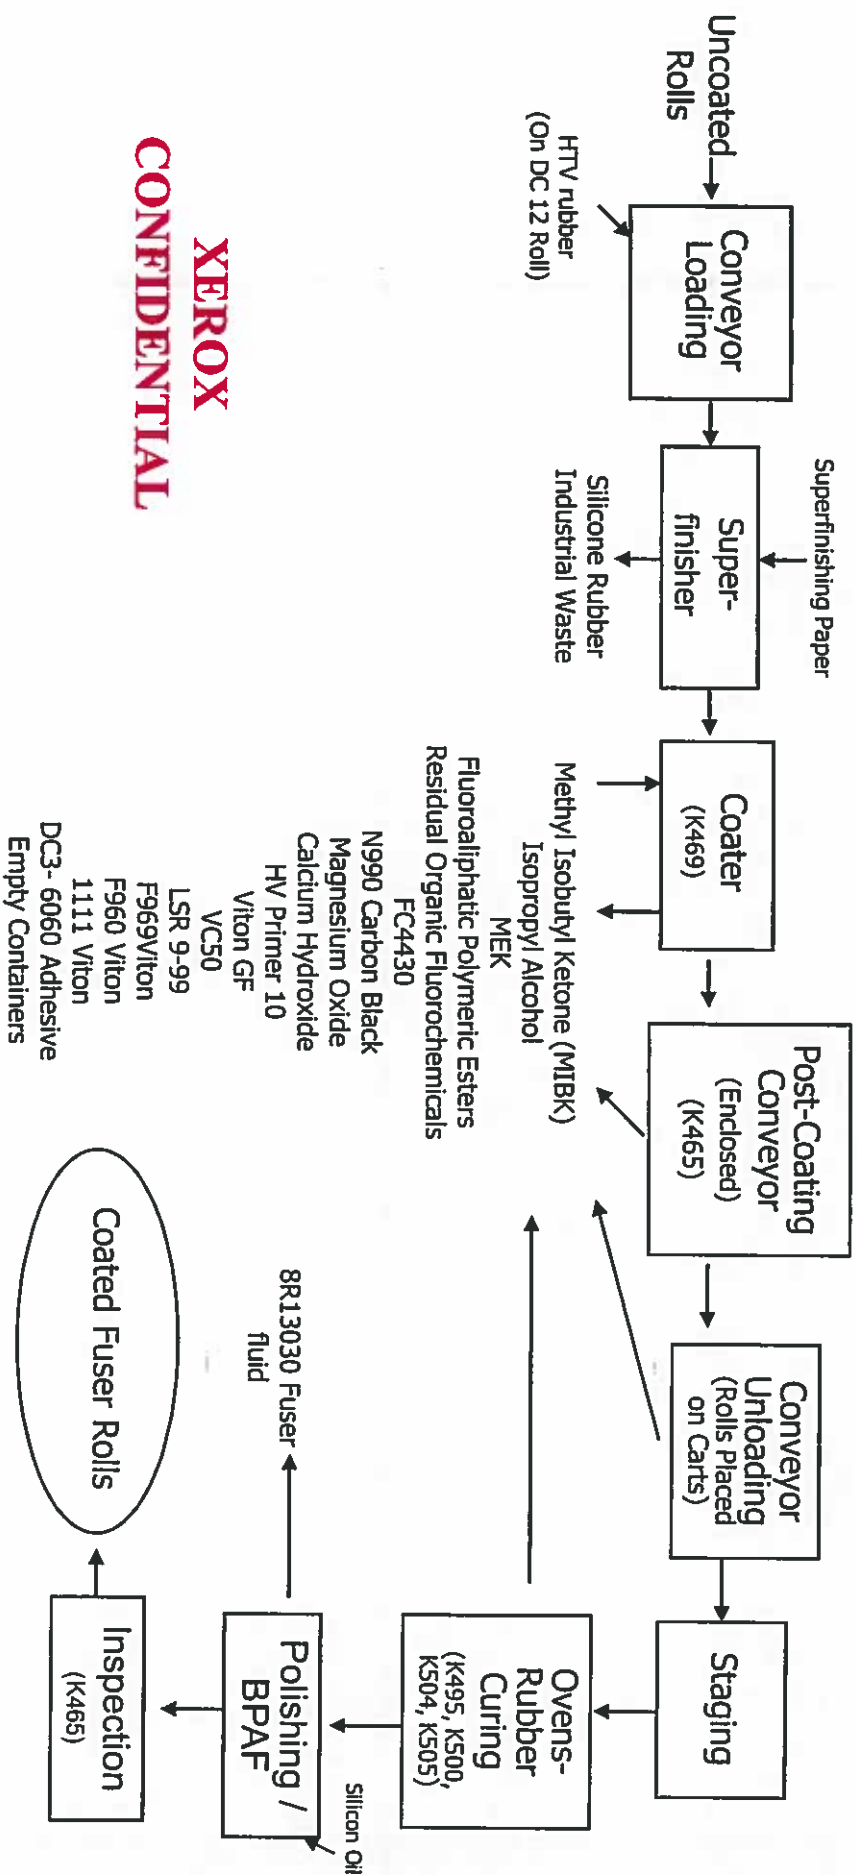 Uncoated
Rolls
HTV rubber
(On DC 12 Roll)
Conveyor
Loading
Superfinishing Paper
Super-
finisher
Silicone Rubber
Industrial Waste
Coater
(K469)
Post-Coating
Conveyor
(Enclosed)
(K465)
Conveyor
Unloading
(Rolls Placed
on Carts)
Staging
Methyl Isobutyl Ketone (MIBK)
Isopropyl Alcohol
MEK
Fluoroaliphatic Polymeric Esters
Residual Organic Fluorochemicals
FC4430
N990 Carbon Black
Magnesium Oxide
Calcium Hydroxide
HV Primer 10
Viton GF
VC50
LSR 9-99
F969Viton
F960 Viton
1111 Viton
DC3- 6060 Adhesive
Empty Containers
Ovens-
Rubber
Curing
(K495, K500,
K504, K505)
Silicon Oil
Polishing /
BPAF
8R13030 Fuser
fluid
Inspection
(K465)
Coated Fuser Rolls
XEROX
CONFIDENTIAL